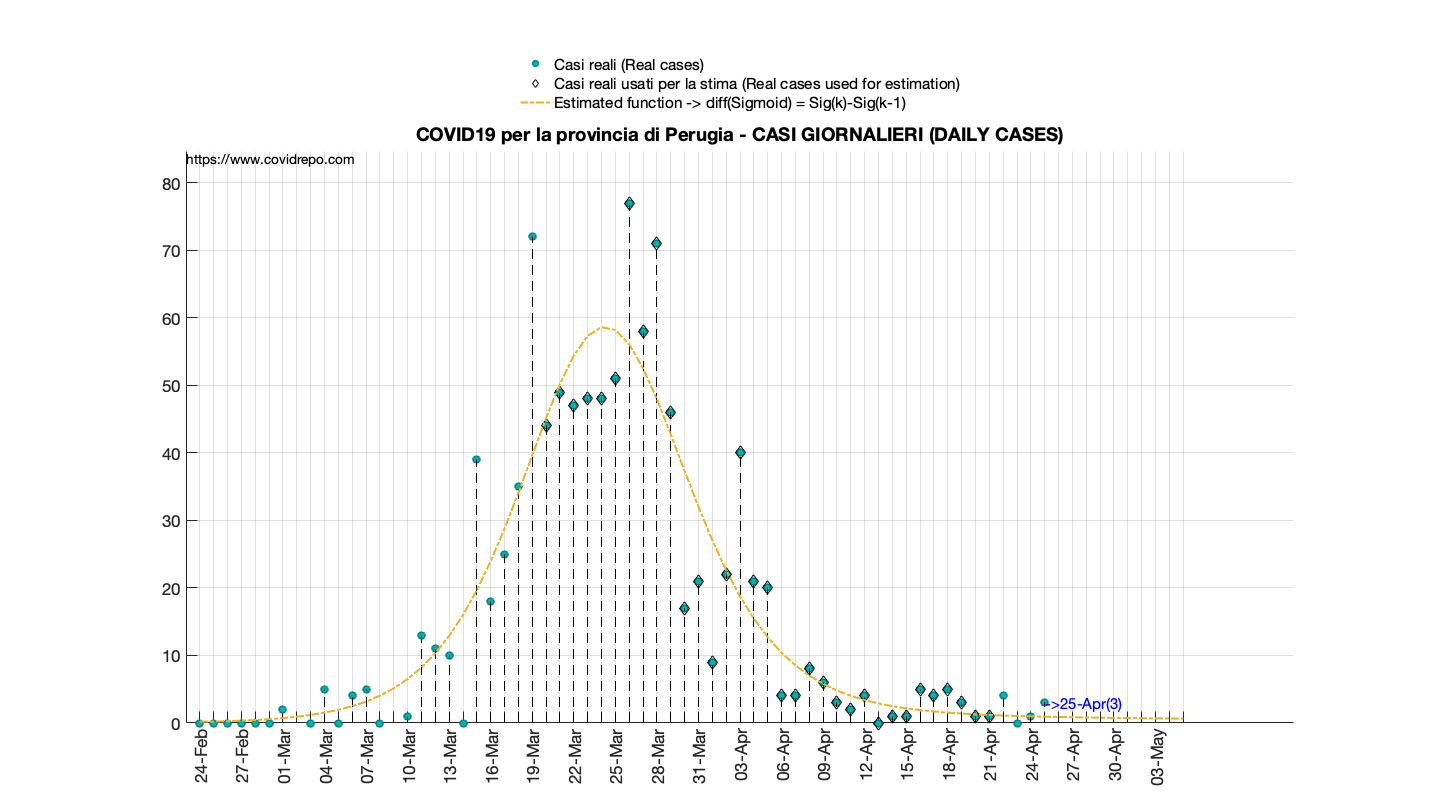 Casi reali (Real cases)
Casi reali usati per la stima (Real cases used for estimation)
Estimated function -> diff(Sigmoid) = Sig(k)-Sig(k-1)
COVID19 per la provincia di Perugia - CASI GIORNALIERI (DAILY CASES)
https://www.covidrepo.com
80
70
60
50
40
30
20
10
0
->25-Apr(3)
24-Feb
27-Feb
01-Mar
04-Mar
07-Mar
10-Mar
13-Mar
16-Mar
19-Mar
22-Mar
25-Mar
28-Mar
31-Mar
03-Apr
06-Apr
09-Apr
12-Apr
15-Apr
18-Apr
21-Apr
24-Apr
27-Apr
30-Apr
03-May